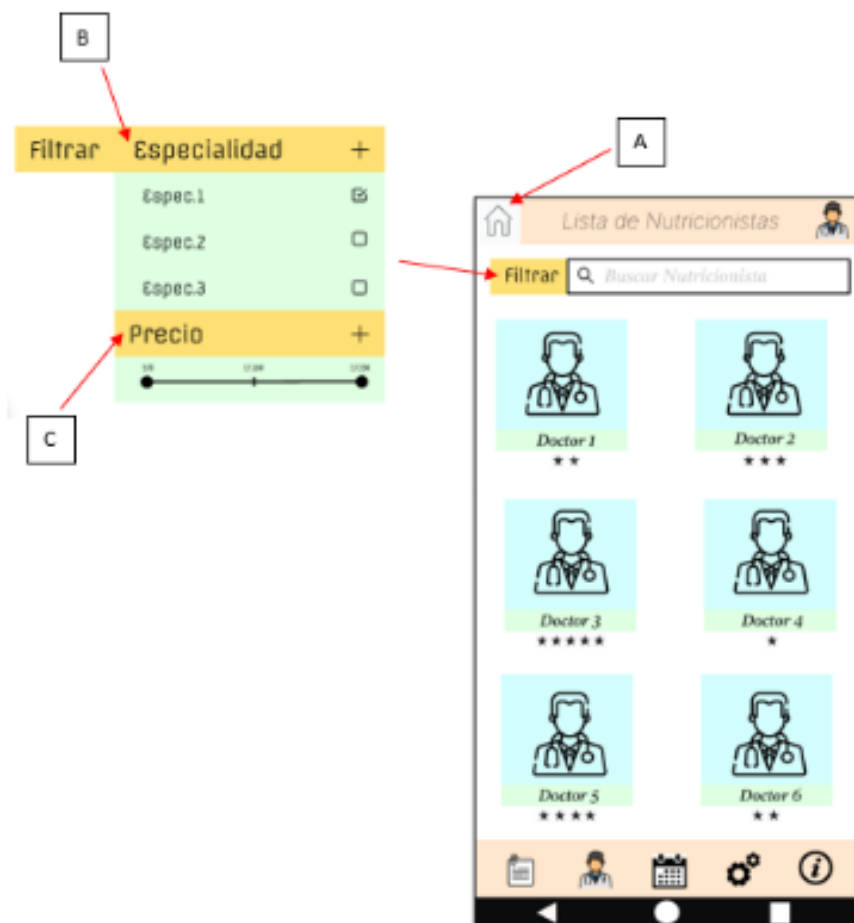 B
A
Filtrar Especialidad +
Espec.1
Espec.2
Espec.3
Precio +
C
Lista de Nutricionistas
Filtrar Buscar Nutricionista
Doctor 1
Doctor 2
Doctor 3
Doctor 4
Doctor 5
Doctor 6